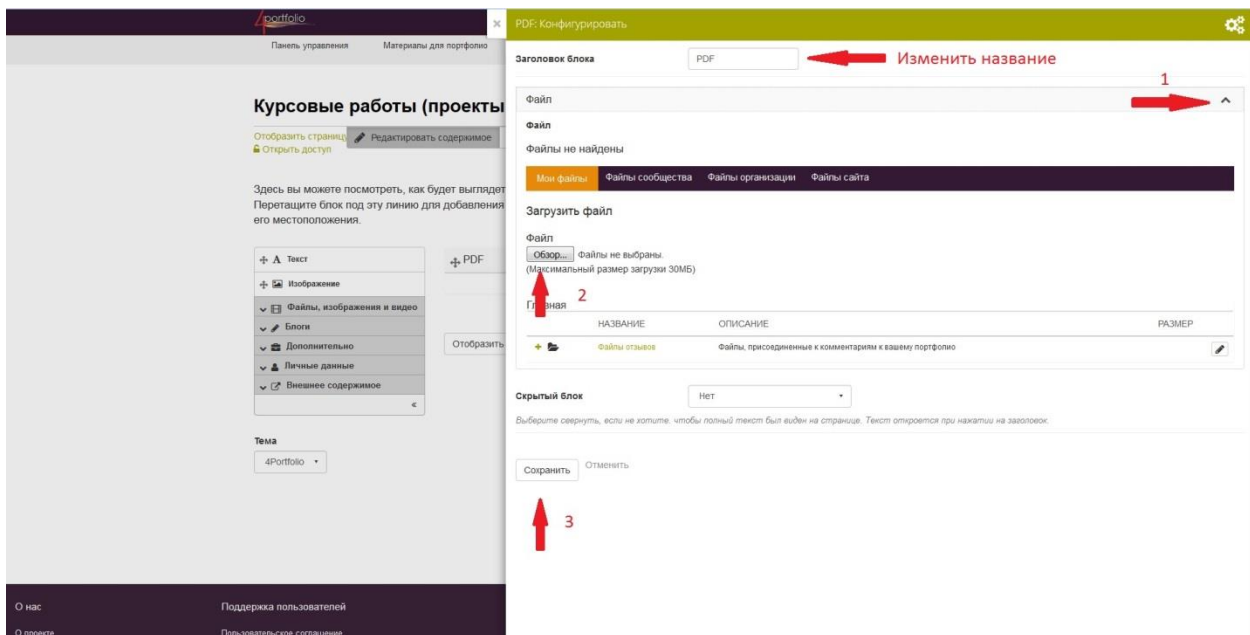 4portfolio
Панель управления
Материалы для портфолио
Курсовые работы (проекты
Отобразить страницу
Редактировать содержимое
Открыть доступ
Здесь вы можете посмотреть, как будет выглядет
Перетащите блок под эту линию для добавления
его местоположения.
Текст
Изображение
Файлы, изображения и видео
Блоги
Дополнительно
Личные данные
Внешнее содержимое
PDF
Отобразить
Тема
4Portfolio
О нас
Поддержка пользователей
О проекте
Пользовательское соглашение
PDF: Конфигурировать
Заголовок блока
PDF
Изменить название
1
Файл
Файл
Файлы не найдены
Мои файлы Файлы сообщества Файлы организации Файлы сайта
Загрузить файл
Файл
Обзор... Файлы не выбраны.
(Максимальный размер загрузки 30МБ)
2
Главная
НАЗВАНИЕ ОПИСАНИЕ РАЗМЕР
Файлы отзывов Файлы, присоединенные к комментариям к вашему портфолио
Скрытый блок
Нет
Выберите свернуть, если не хотите, чтобы полный текст был виден на странице. Текст откроется при нажатии на заголовок.
Сохранить Отменить
3